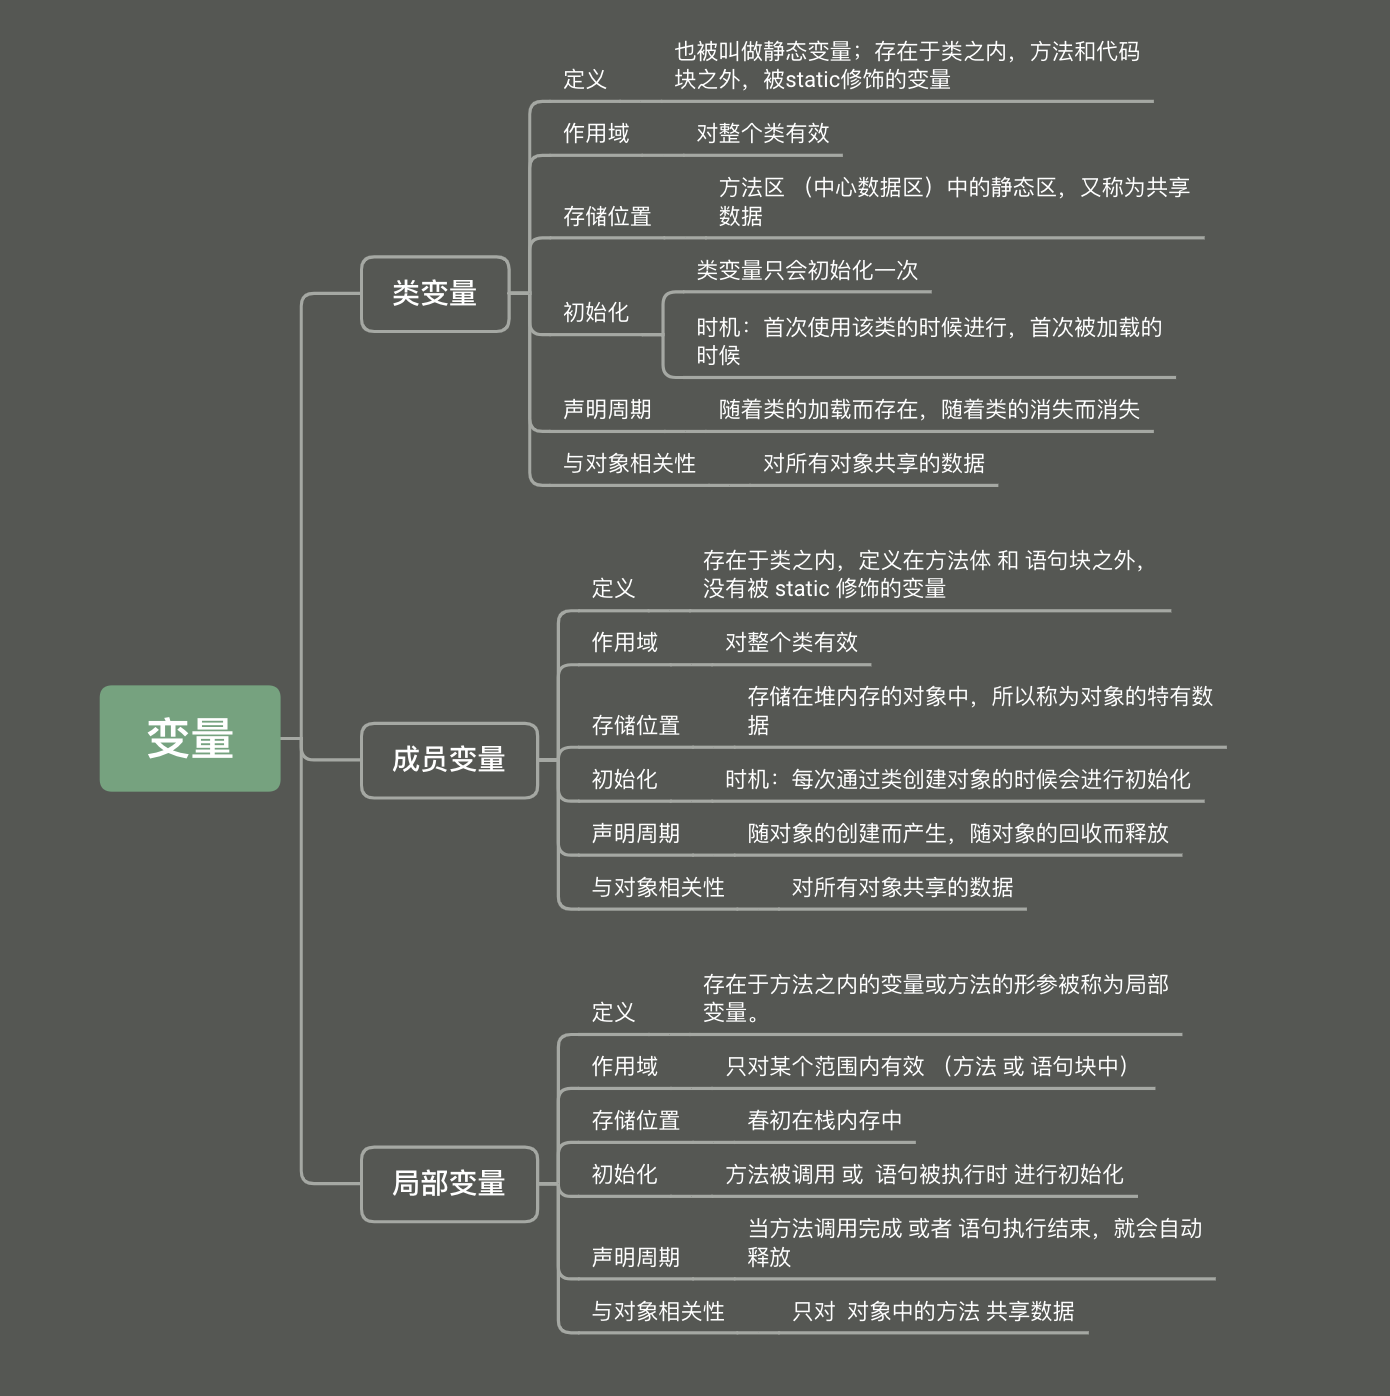 变量
类变量
定义
也被叫做静态变量；存在于类之内，方法和代码
块之外，被static修饰的变量
作用域
对整个类有效
存储位置
方法区 （中心数据区）中的静态区，又称为共享
数据
初始化
类变量只会初始化一次
时机：首次使用该类的时候进行，首次被加载的
时候
声明周期
随着类的加载而存在，随着类的消失而消失
与对象相关性
对所有对象共享的数据
成员变量
定义
存在于类之内，定义在方法体 和 语句块之外，
没有被 static 修饰的变量
作用域
对整个类有效
存储位置
存储在堆内存的对象中，所以称为对象的特有数
据
初始化
时机：每次通过类创建对象的时候会进行初始化
声明周期
随对象的创建而产生，随对象的回收而释放
与对象相关性
对所有对象共享的数据
局部变量
定义
存在于方法之内的变量或方法的形参被称为局部
变量。
作用域
只对某个范围内有效 （方法 或 语句块中）
存储位置
春初在栈内存中
初始化
方法被调用 或  语句被执行时 进行初始化
声明周期
当方法调用完成 或者 语句执行结束，就会自动
释放
与对象相关性
只对  对象中的方法 共享数据